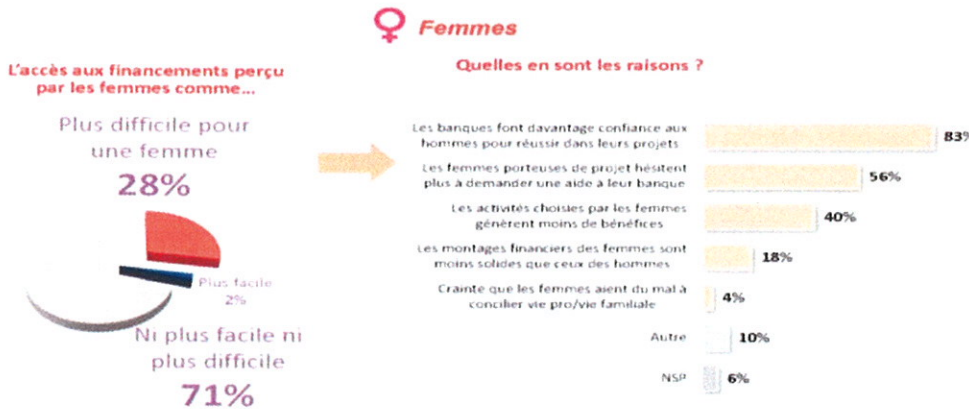 Femmes
L'accès aux financements perçu
par les femmes comme...
Plus difficile pour
une femme
28%
Plus facile
2%
Ni plus facile ni
plus difficile
71%
Quelles en sont les raisons ?
Les banques font davantage confiance aux
hommes pour réussir dans leurs projets
83%
Les femmes porteuses de projet hésitent
plus à demander une aide à leur banque
56%
Les activités choisies par les femmes
génèrent moins de bénéfices
40%
Les montages financiers des femmes sont
moins solides que ceux des hommes
18%
Crainte que les femmes aient du mal à
concilier vie pro/vie familiale
4%
Autre
10%
NSP
6%